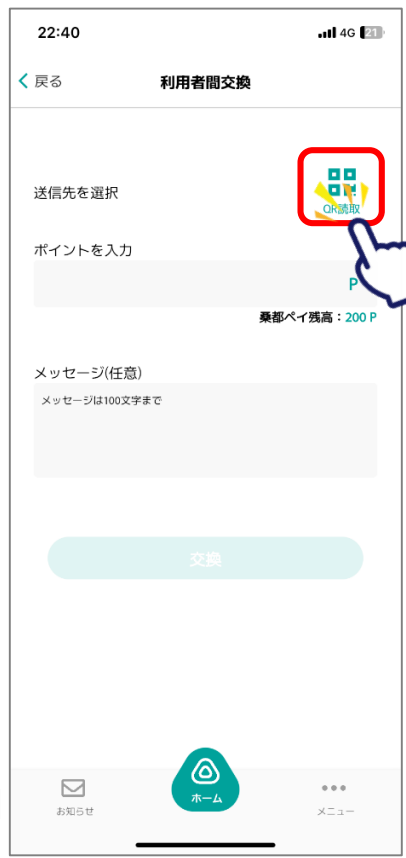 22:40
4G 21
戻る
利用者間交換
送信先を選択
QR読取
ポイントを入力
P
桑都ペイ残高：200 P
メッセージ(任意)
メッセージは100文字まで
交換
お知らせ
ホーム
メニュー